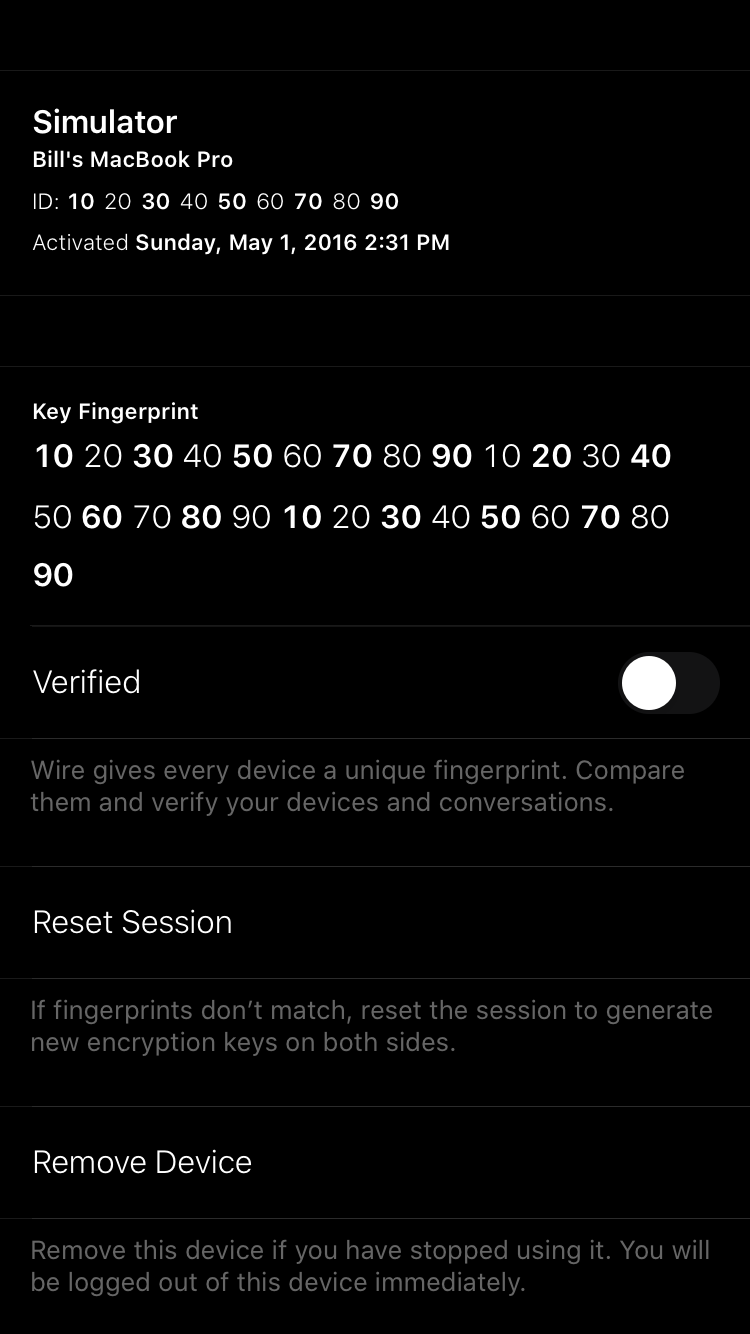 Simulator
Bill's MacBook Pro
ID: 10 20 30 40 50 60 70 80 90
Activated Sunday, May 1, 2016 2:31 PM
Key Fingerprint
10 20 30 40 50 60 70 80 90 10 20 30 40
50 60 70 80 90 10 20 30 40 50 60 70 80
90
Verified
Wire gives every device a unique fingerprint. Compare
them and verify your devices and conversations.
Reset Session
If fingerprints don’t match, reset the session to generate
new encryption keys on both sides.
Remove Device
Remove this device if you have stopped using it. You will
be logged out of this device immediately.